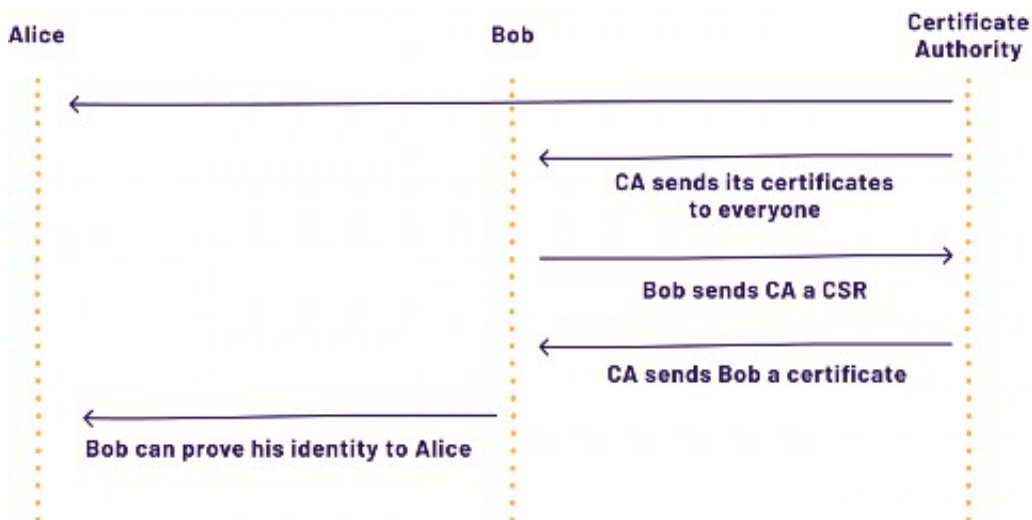 Alice
Bob
Certificate
Authority
CA sends its certificates
to everyone
Bob sends CA a CSR
CA sends Bob a certificate
Bob can prove his identity to Alice